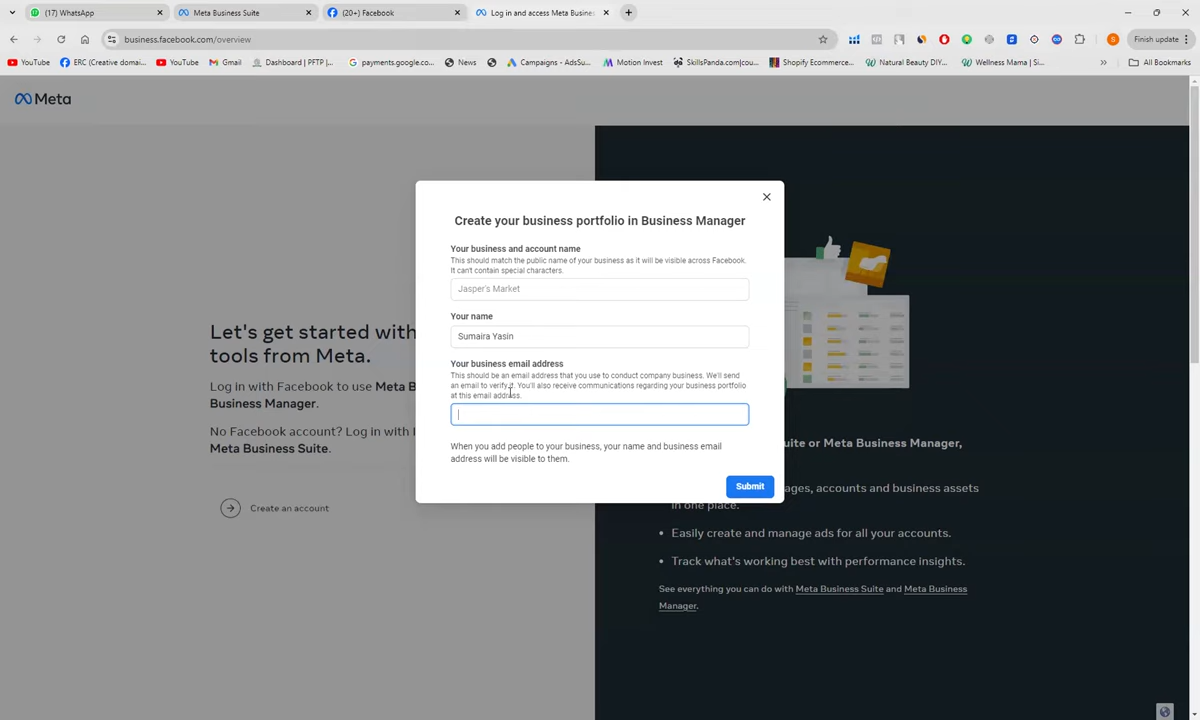 (17) WhatsApp
Meta Business Suite
(20+) Facebook
Log in and access Meta Busines
business.facebook.com/overview
Finish update
YouTube
ERC (Creative domai...
YouTube
Gmail
Dashboard | PFTP |...
payments.google.co...
News
Campaigns - AdsSu...
Motion Invest
SkillsPanda.com|cou...
Shopify Ecommerce...
Natural Beauty DIY...
Wellness Mama | Si...
All Bookmarks
Meta
Create your business portfolio in Business Manager
Your business and account name
This should match the public name of your business as it will be visible across Facebook.
It can't contain special characters.
Jasper's Market
Your name
Sumaira Yasin
Your business email address
This should be an email address that you use to conduct company business. We'll send
an email to verify it. You'll also receive communications regarding your business portfolio
at this email address.
When you add people to your business, your name and business email
address will be visible to them.
Submit
Let's get started with
tools from Meta.
Log in with Facebook to use Meta B
Business Manager.
No Facebook account? Log in with I
Meta Business Suite.
Create an account
uite or Meta Business Manager,
ages, accounts and business assets
in one place.
Easily create and manage ads for all your accounts.
Track what's working best with performance insights.
See everything you can do with Meta Business Suite and Meta Business
Manager.